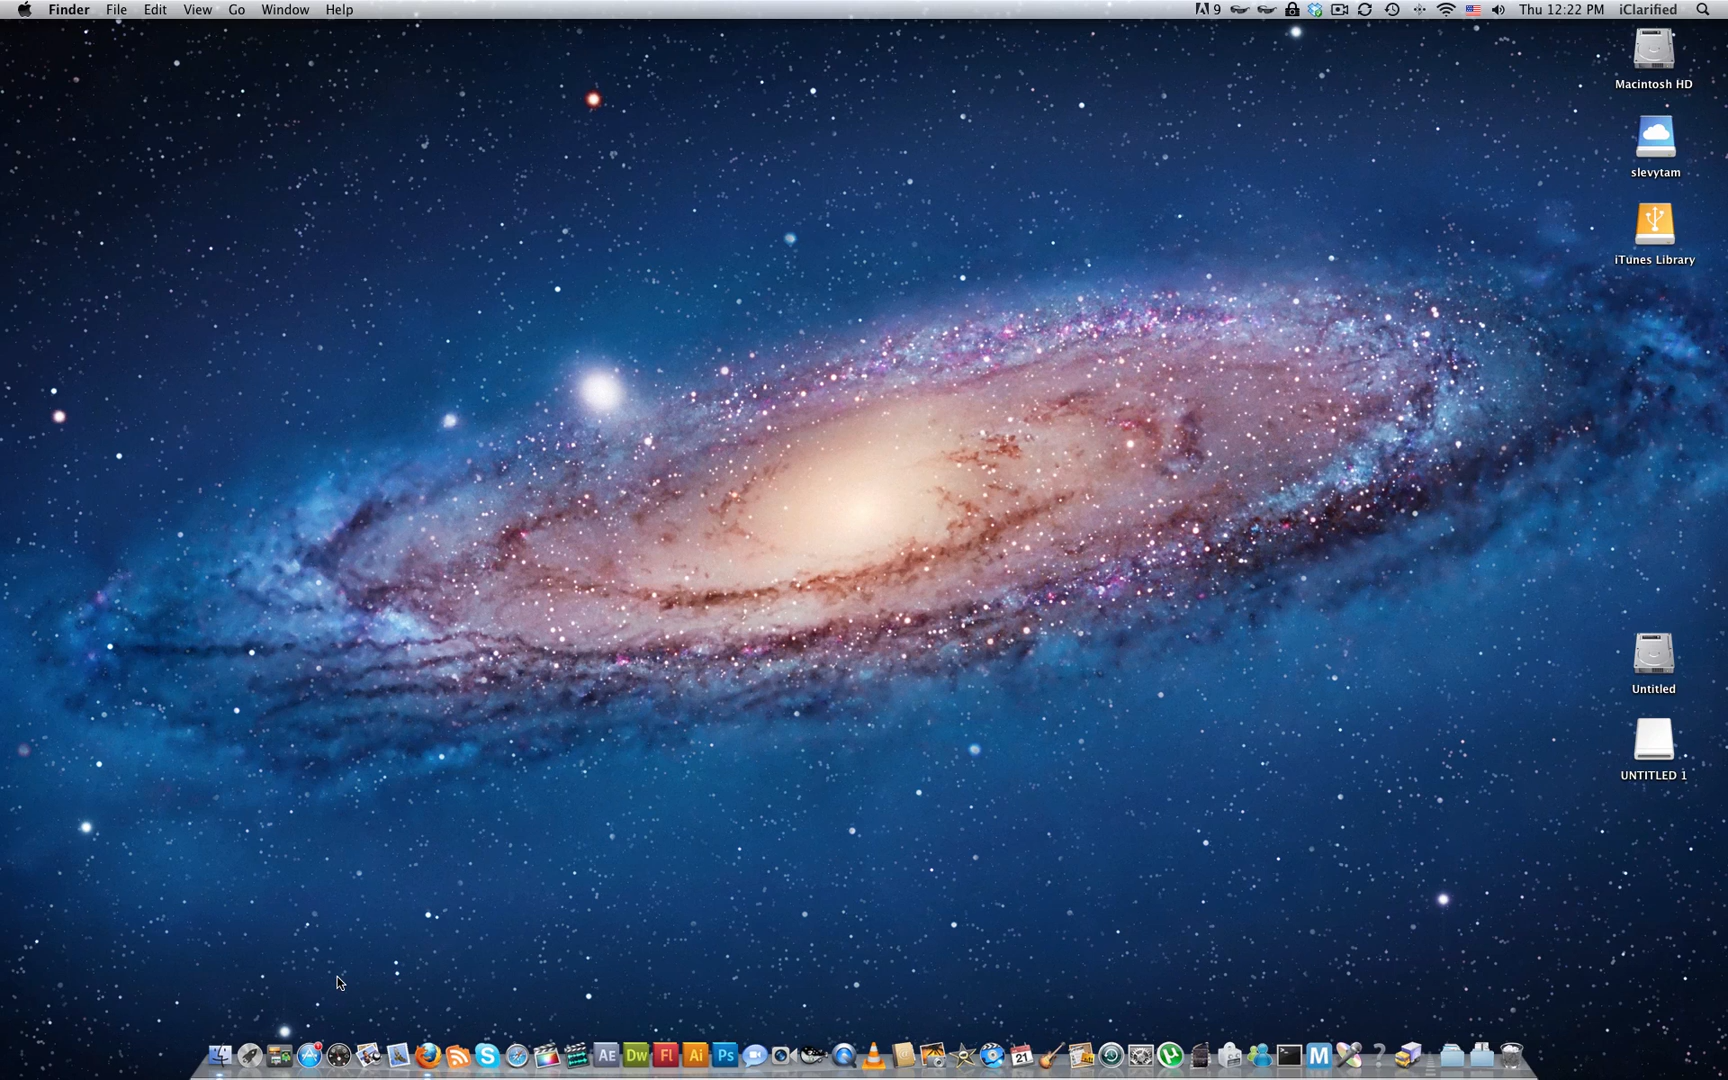 Finder File Edit View Go Window Help
9 Thu 12:22 PM iClarified
Macintosh HD
slevytam
iTunes Library
Untitled
UNTITLED 1
AE Dw Fl Ai Ps 21 M ?